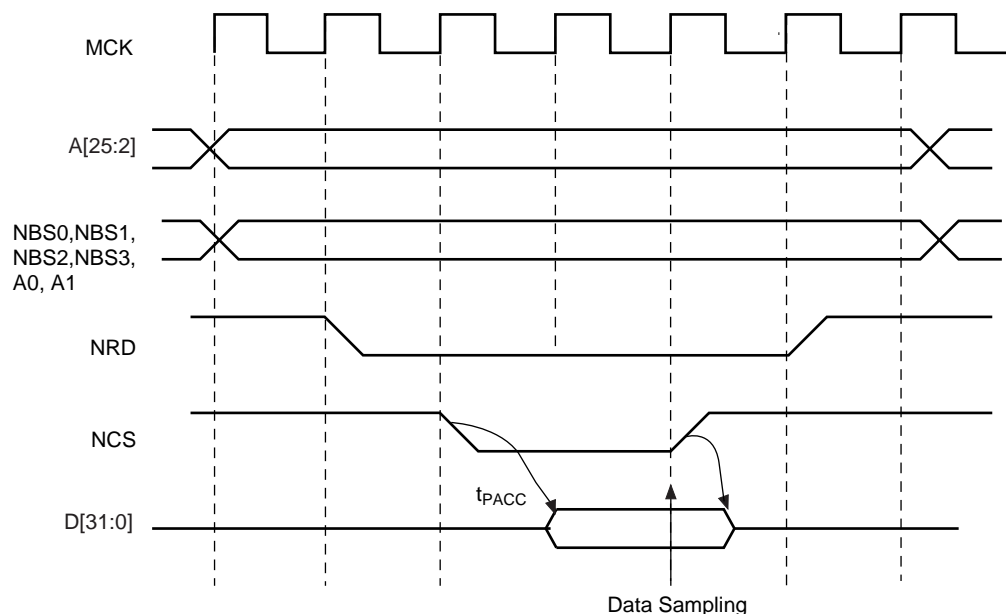 MCK
A[25:2]
NBS0,NBS1,
NBS2,NBS3,
A0, A1
NRD
NCS
tPACC
D[31:0]
Data Sampling